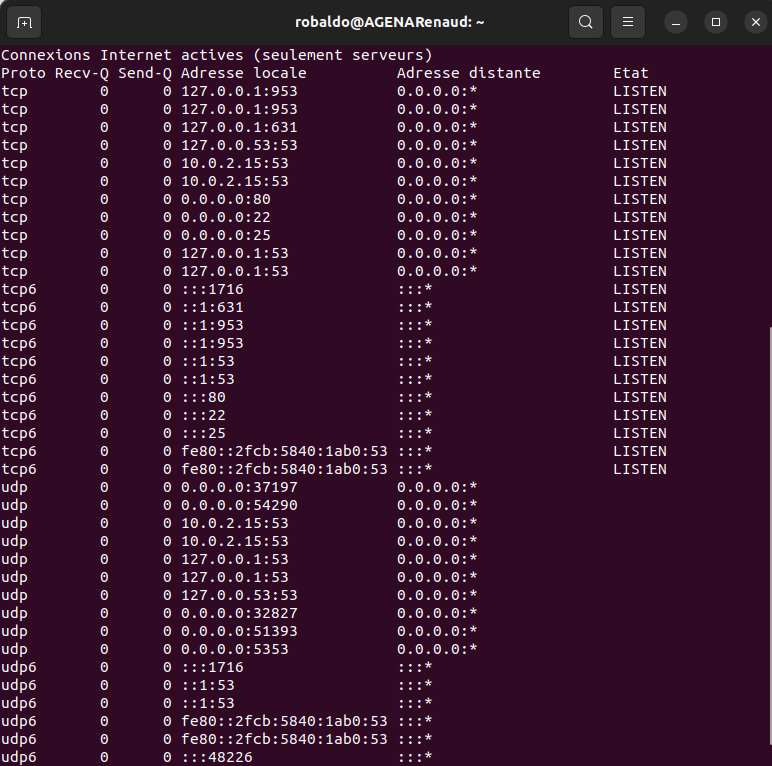 robaldo@AGENARenaud: ~
Connexions Internet actives (seulement serveurs)
Proto Recv-Q Send-Q Adresse locale          Adresse distante        Etat
tcp        0      0 127.0.0.1:953           0.0.0.0:*               LISTEN
tcp        0      0 127.0.0.1:953           0.0.0.0:*               LISTEN
tcp        0      0 127.0.0.1:631           0.0.0.0:*               LISTEN
tcp        0      0 127.0.0.53:53           0.0.0.0:*               LISTEN
tcp        0      0 10.0.2.15:53            0.0.0.0:*               LISTEN
tcp        0      0 10.0.2.15:53            0.0.0.0:*               LISTEN
tcp        0      0 0.0.0.0:80              0.0.0.0:*               LISTEN
tcp        0      0 0.0.0.0:22              0.0.0.0:*               LISTEN
tcp        0      0 0.0.0.0:25              0.0.0.0:*               LISTEN
tcp        0      0 127.0.0.1:53            0.0.0.0:*               LISTEN
tcp        0      0 127.0.0.1:53            0.0.0.0:*               LISTEN
tcp6       0      0 :::1716                 :::*                    LISTEN
tcp6       0      0 ::1:631                 :::*                    LISTEN
tcp6       0      0 ::1:953                 :::*                    LISTEN
tcp6       0      0 ::1:953                 :::*                    LISTEN
tcp6       0      0 ::1:53                  :::*                    LISTEN
tcp6       0      0 ::1:53                  :::*                    LISTEN
tcp6       0      0 :::80                   :::*                    LISTEN
tcp6       0      0 :::22                   :::*                    LISTEN
tcp6       0      0 :::25                   :::*                    LISTEN
tcp6       0      0 fe80::2fcb:5840:1ab0:53 :::*                    LISTEN
tcp6       0      0 fe80::2fcb:5840:1ab0:53 :::*                    LISTEN
udp        0      0 0.0.0.0:37197           0.0.0.0:*
udp        0      0 0.0.0.0:54290           0.0.0.0:*
udp        0      0 10.0.2.15:53            0.0.0.0:*
udp        0      0 10.0.2.15:53            0.0.0.0:*
udp        0      0 127.0.0.1:53            0.0.0.0:*
udp        0      0 127.0.0.1:53            0.0.0.0:*
udp        0      0 127.0.0.53:53           0.0.0.0:*
udp        0      0 0.0.0.0:32827           0.0.0.0:*
udp        0      0 0.0.0.0:51393           0.0.0.0:*
udp        0      0 0.0.0.0:5353            0.0.0.0:*
udp6       0      0 :::1716                 :::*
udp6       0      0 ::1:53                  :::*
udp6       0      0 ::1:53                  :::*
udp6       0      0 fe80::2fcb:5840:1ab0:53 :::*
udp6       0      0 fe80::2fcb:5840:1ab0:53 :::*
udp6       0      0 :::48226                :::*